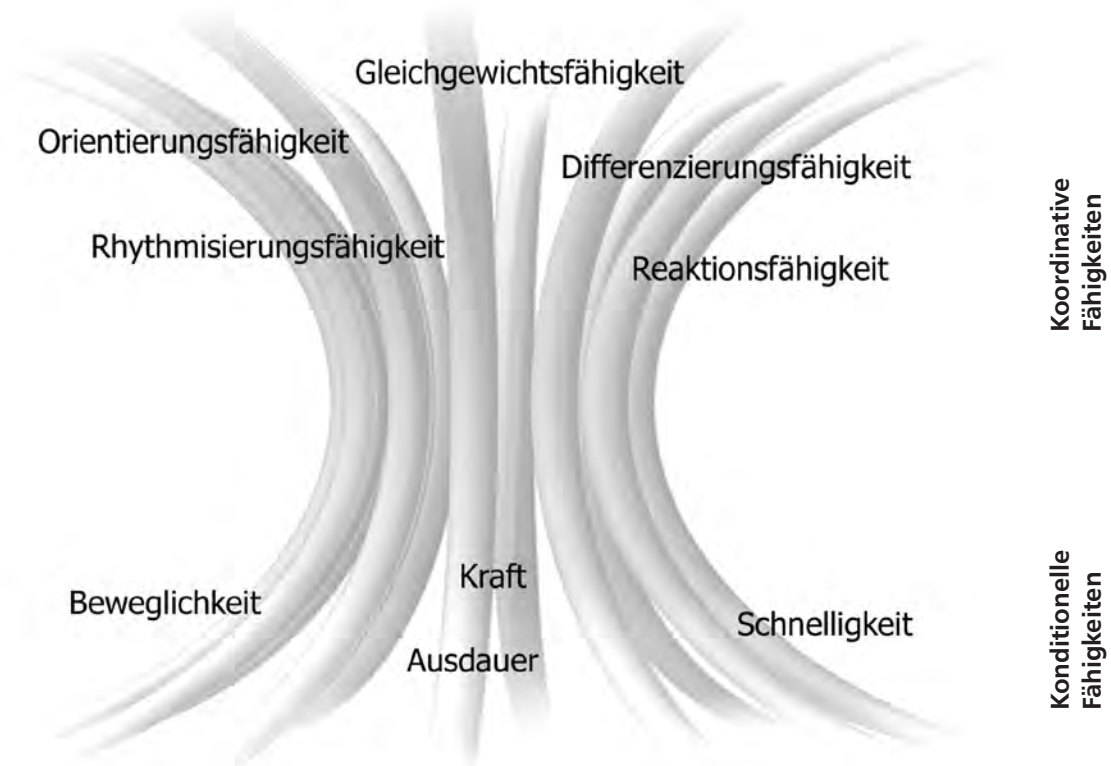 Gleichgewichtsfähigkeit
Orientierungsfähigkeit
Differenzierungsfähigkeit
Rhythmisierungsfähigkeit
Reaktionsfähigkeit
Koordinative
Fähigkeiten
Kraft
Beweglichkeit
Schnelligkeit
Ausdauer
Konditionelle
Fähigkeiten